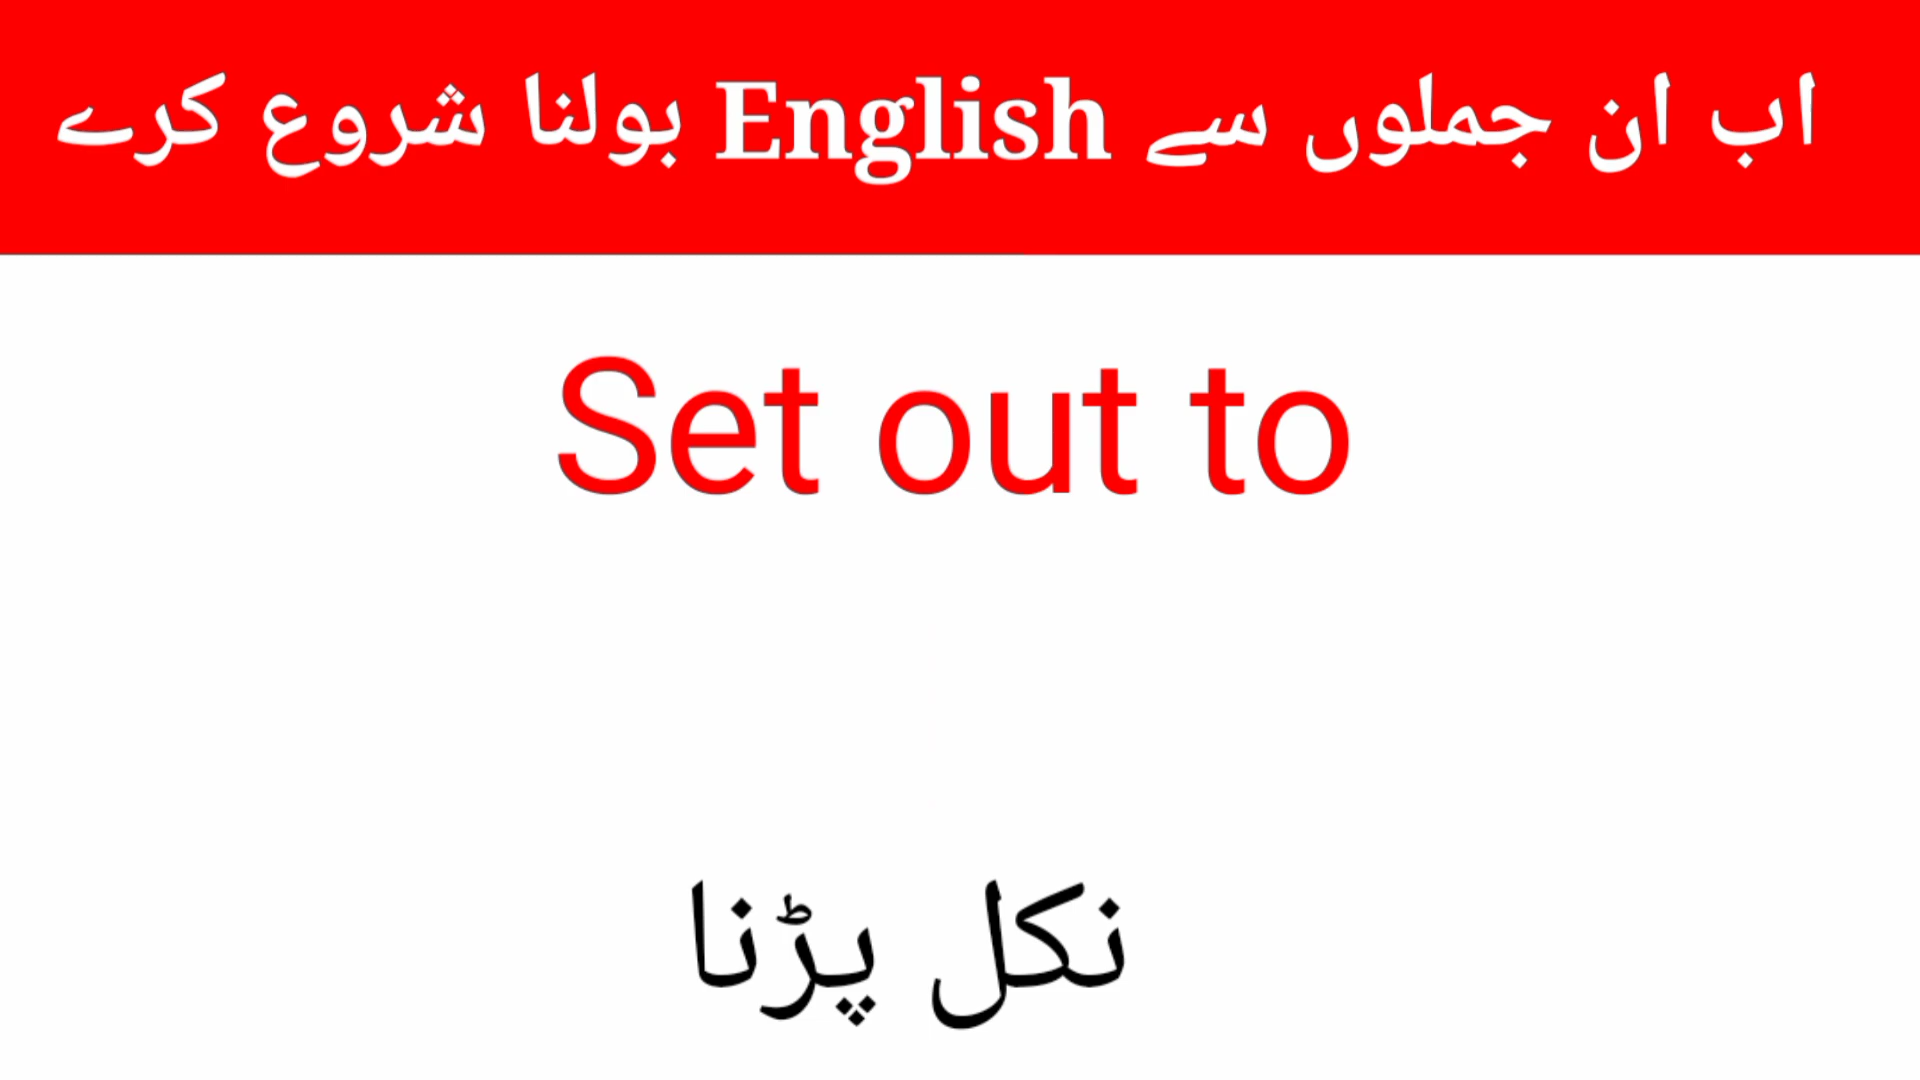 اب ان جملوں سے English بولنا شروع کرے
Set out to
نکل پڑنا